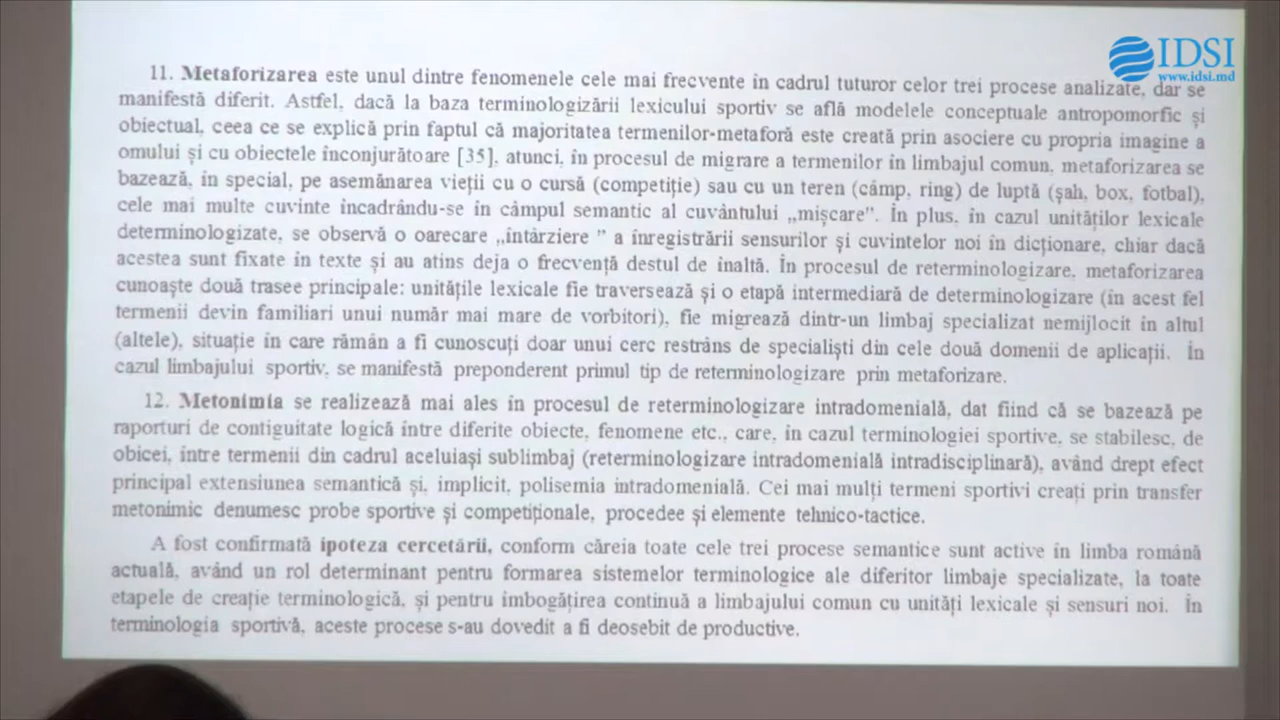 IDSI
www.idsi.md
11. Metaforizarea este unul dintre fenomenele cele mai frecvente în cadrul tuturor celor trei procese analizate, dar se
manifestă diferit. Astfel, dacă la baza terminologizării lexicului sportiv se află modelele conceptuale antropomorfic și
obiectual, ceea ce se explică prin faptul că majoritatea termenilor-metaforă este creată prin asociere cu propria imagine a
omului și cu obiectele înconjurătoare [35], atunci, în procesul de migrare a termenilor în limbajul comun, metaforizarea se
bazează, în special, pe asemănarea vieții cu o cursă (competiție) sau cu un teren (câmp, ring) de luptă (șah, box, fotbal),
cele mai multe cuvinte încadrându-se în câmpul semantic al cuvântului „mișcare”. În plus, în cazul unităților lexicale
determinologizate, se observă o oarecare „întârziere ” a înregistrării sensurilor și cuvintelor noi în dicționare, chiar dacă
acestea sunt fixate în texte și au atins deja o frecvență destul de înaltă. În procesul de reterminologizare, metaforizarea
cunoaște două trasee principale: unitățile lexicale fie traversează și o etapă intermediară de determinologizare (în acest fel
termenii devin familiari unui număr mai mare de vorbitori), fie migrează dintr-un limbaj specializat nemijlocit în altul
(altele), situație în care rămân a fi cunoscuți doar unui cerc restrâns de specialiști din cele două domenii de aplicații. În
cazul limbajului sportiv, se manifestă preponderent primul tip de reterminologizare prin metaforizare.
12. Metonimia se realizează mai ales în procesul de reterminologizare intradomenială, dat fiind că se bazează pe
raporturi de contiguitate logică între diferite obiecte, fenomene etc., care, în cazul terminologiei sportive, se stabilesc, de
obicei, între termenii din cadrul aceluiași sublimbaj (reterminologizare intradomenială intradisciplinară), având drept efect
principal extensiunea semantică și, implicit, polisemia intradomenială. Cei mai mulți termeni sportivi creați prin transfer
metonimic denumesc probe sportive și competiționale, procedee și elemente tehnico-tactice.
A fost confirmată ipoteza cercetării, conform căreia toate cele trei procese semantice sunt active în limba română
actuală, având un rol determinant pentru formarea sistemelor terminologice ale diferitor limbaje specializate, la toate
etapele de creație terminologică, și pentru îmbogățirea continuă a limbajului comun cu unități lexicale și sensuri noi. În
terminologia sportivă, aceste procese s-au dovedit a fi deosebit de productive.